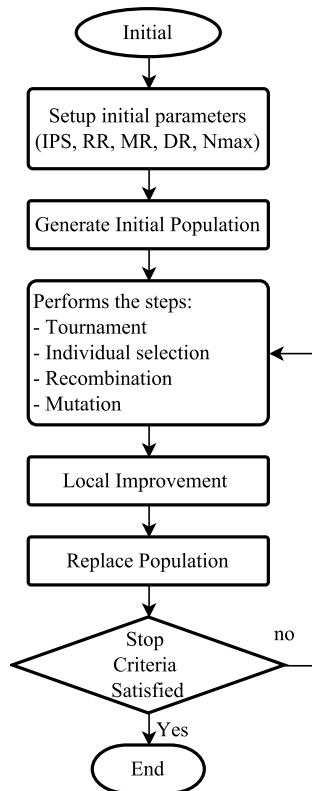 Initial
Setup initial parameters
(IPS, RR, MR, DR, Nmax)
Generate Initial Population
Performs the steps:
- Tournament
- Individual selection
- Recombination
- Mutation
Local Improvement
Replace Population
Stop
Criteria
Satisfied
no
Yes
End